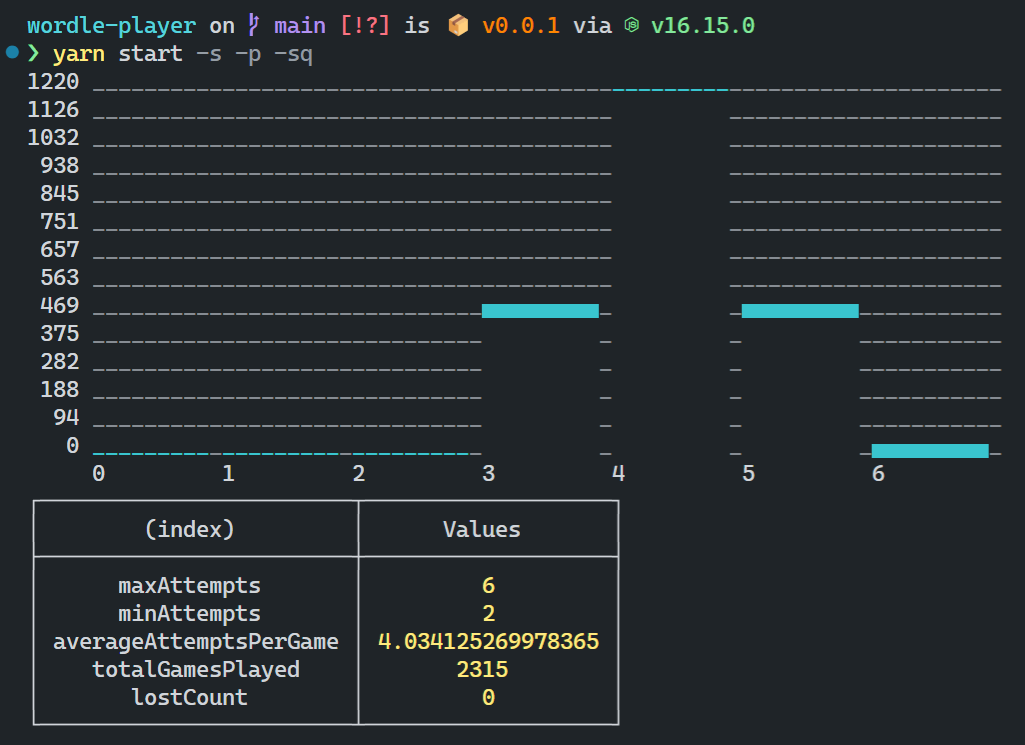 wordle-player on main [!?] is 📦 v0.0.1 via v16.15.0
❯ yarn start -s -p -sq
1220
1126
1032
938
845
751
657
563
469
375
282
188
94
0
0 1 2 3 4 5 6
(index) Values
maxAttempts 6
minAttempts 2
averageAttemptsPerGame 4.034125269978365
totalGamesPlayed 2315
lostCount 0